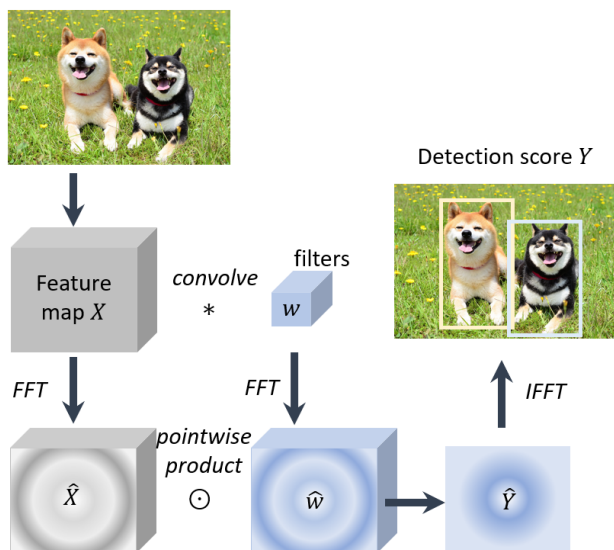 Detection score Y
filters
Feature
map X
convolve
*
w
FFT
FFT
IFFT
pointwise
product
X̂
⊙
ŵ
Ŷ